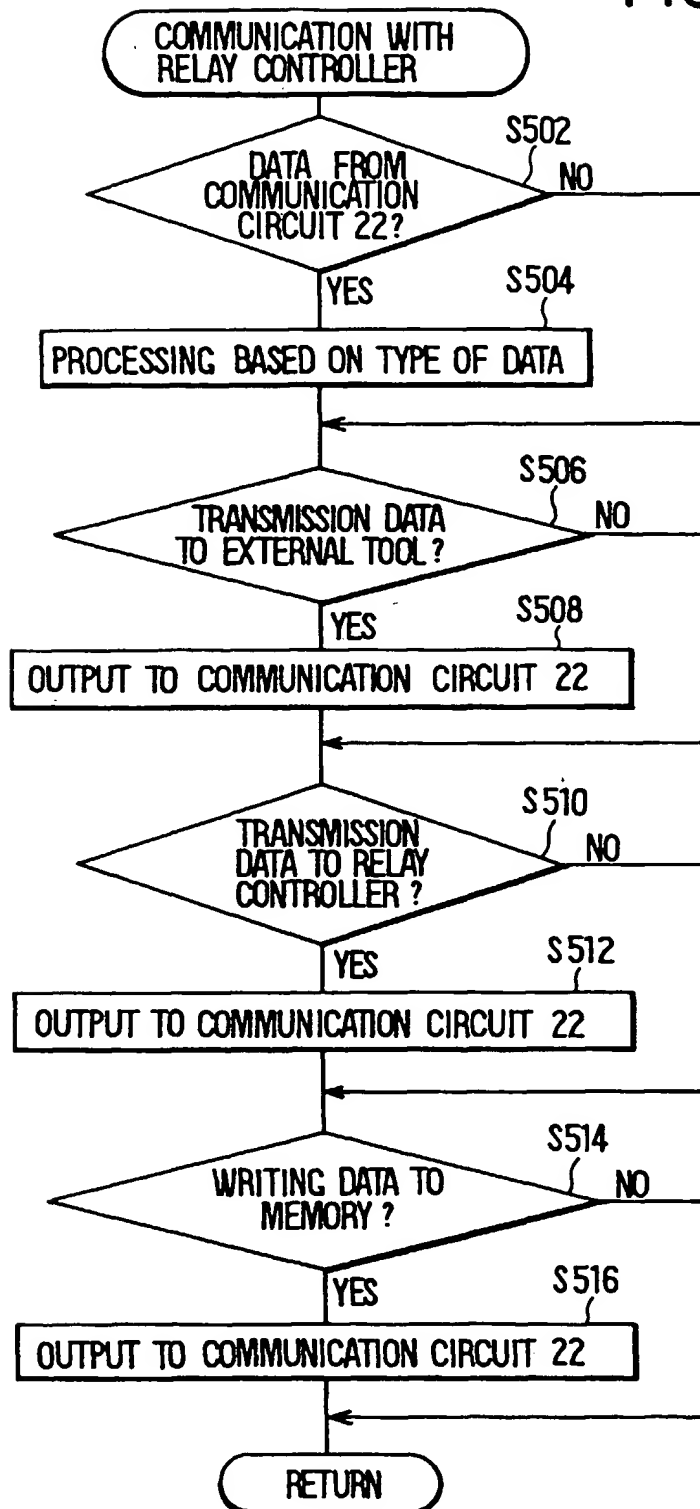 COMMUNICATION WITH
RELAY CONTROLLER
S502
DATA FROM
COMMUNICATION
CIRCUIT 22?
NO
YES
S504
PROCESSING BASED ON TYPE OF DATA
S506
TRANSMISSION DATA
TO EXTERNAL TOOL?
NO
YES
S508
OUTPUT TO COMMUNICATION CIRCUIT 22
S510
TRANSMISSION
DATA TO RELAY
CONTROLLER?
NO
YES
S512
OUTPUT TO COMMUNICATION CIRCUIT 22
S514
WRITING DATA TO
MEMORY?
NO
YES
S516
OUTPUT TO COMMUNICATION CIRCUIT 22
RETURN